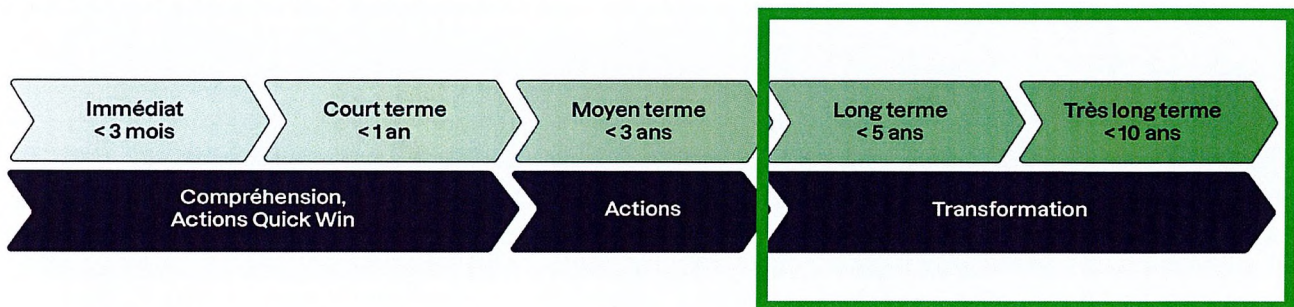 Immédiat
< 3 mois
Court terme
<1 an
Moyen terme
< 3 ans
Long terme
< 5 ans
Très long terme
<10 ans
Compréhension,
Actions Quick Win
Actions
Transformation